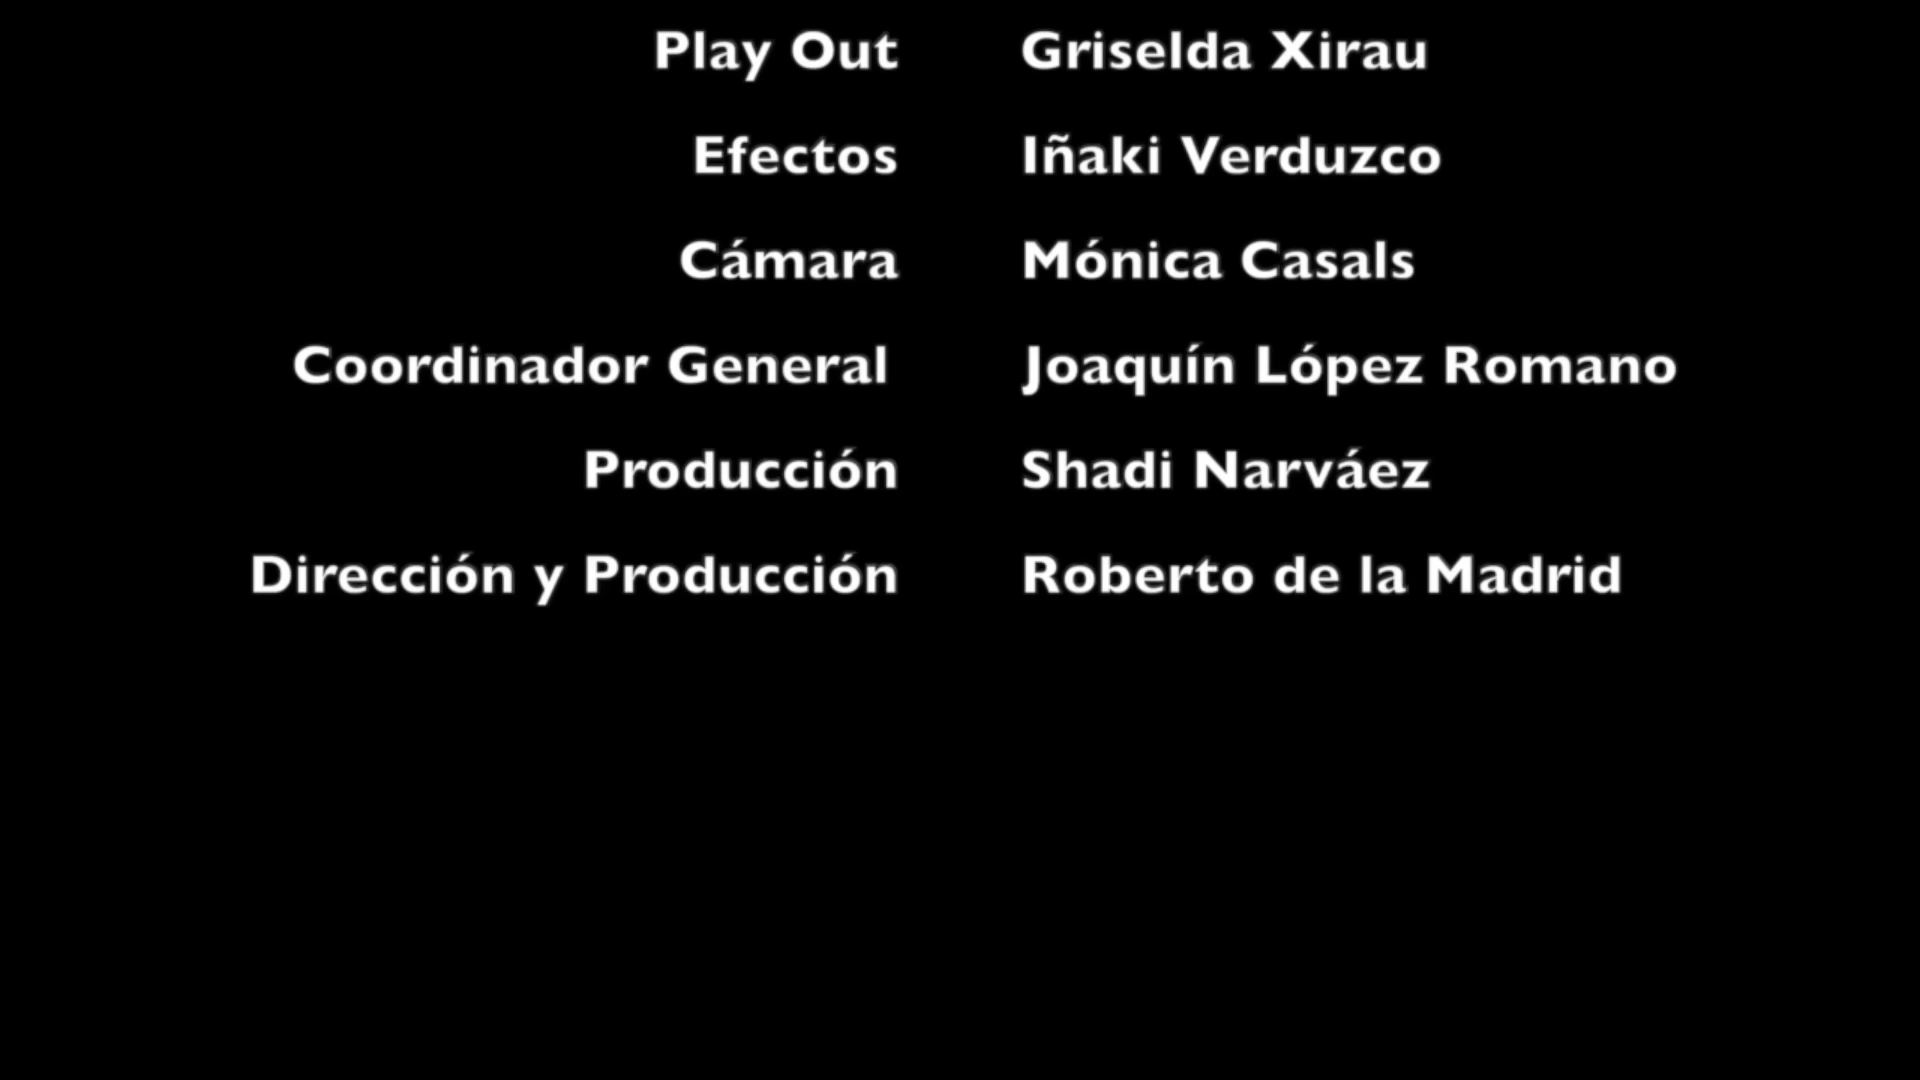 Play Out Griselda Xirau
Efectos Iñaki Verduzco
Cámara Mónica Casals
Coordinador General Joaquín López Romano
Producción Shadi Narváez
Dirección y Producción Roberto de la Madrid